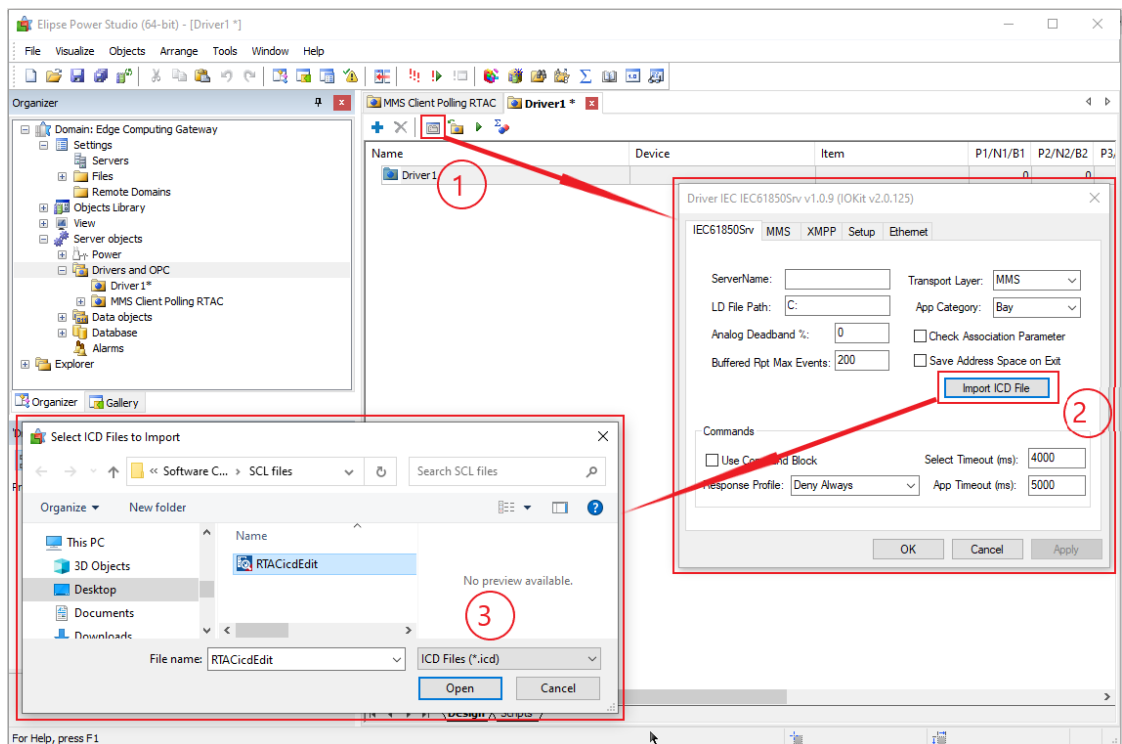 Elipse Power Studio (64-bit) - [Driver1 *]
File Visualize Objects Arrange Tools Window Help
Organizer
MMS Client Polling RTAC Driver1 *
Domain: Edge Computing Gateway
Settings
Servers
Files
Remote Domains
Objects Library
View
Server objects
Power
Drivers and OPC
Driver1*
MMS Client Polling RTAC
Data objects
Database
Alarms
Explorer
Organizer Gallery
Name Device Item P1/N1/B1 P2/N2/B2 P3/
Driver1 0 0
1
Driver IEC IEC61850Srv v1.0.9 (IOKit v2.0.125)
IEC61850Srv MMS XMPP Setup Ethernet
ServerName: Transport Layer: MMS
LD File Path: C: App Category: Bay
Analog Deadband %: 0 Check Association Parameter
Buffered Rpt Max Events: 200 Save Address Space on Exit
Import ICD File
2
Commands
Use Command Block Select Timeout (ms): 4000
Response Profile: Deny Always App Timeout (ms): 5000
OK Cancel Apply
Select ICD Files to Import
« Software C... › SCL files Search SCL files
Organize New folder
This PC
3D Objects
Desktop
Documents
Downloads
Name
RTACicdEdit
No preview available.
3
File name: RTACicdEdit ICD Files (*.icd)
Open Cancel
Design Scripts
For Help, press F1